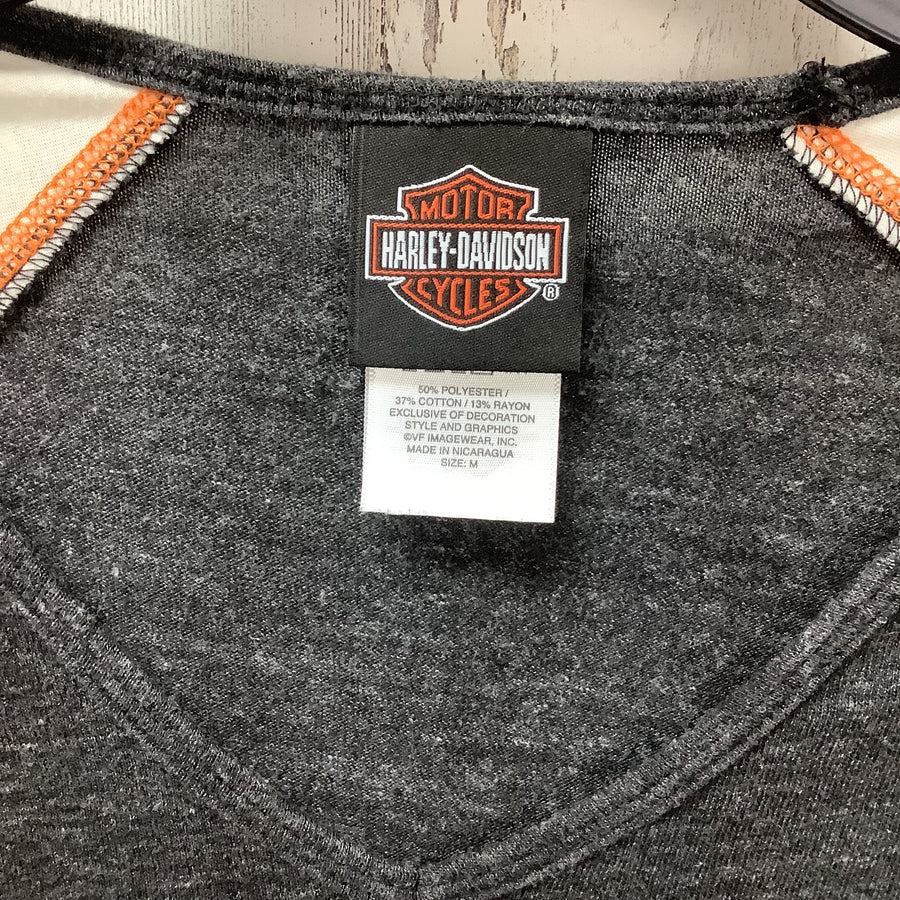 MOTOR
HARLEY-DAVIDSON
CYCLES ®
50% POLYESTER /
37% COTTON / 13% RAYON
EXCLUSIVE OF DECORATION
STYLE AND GRAPHICS
©VF IMAGEWEAR, INC.
MADE IN NICARAGUA
SIZE: M